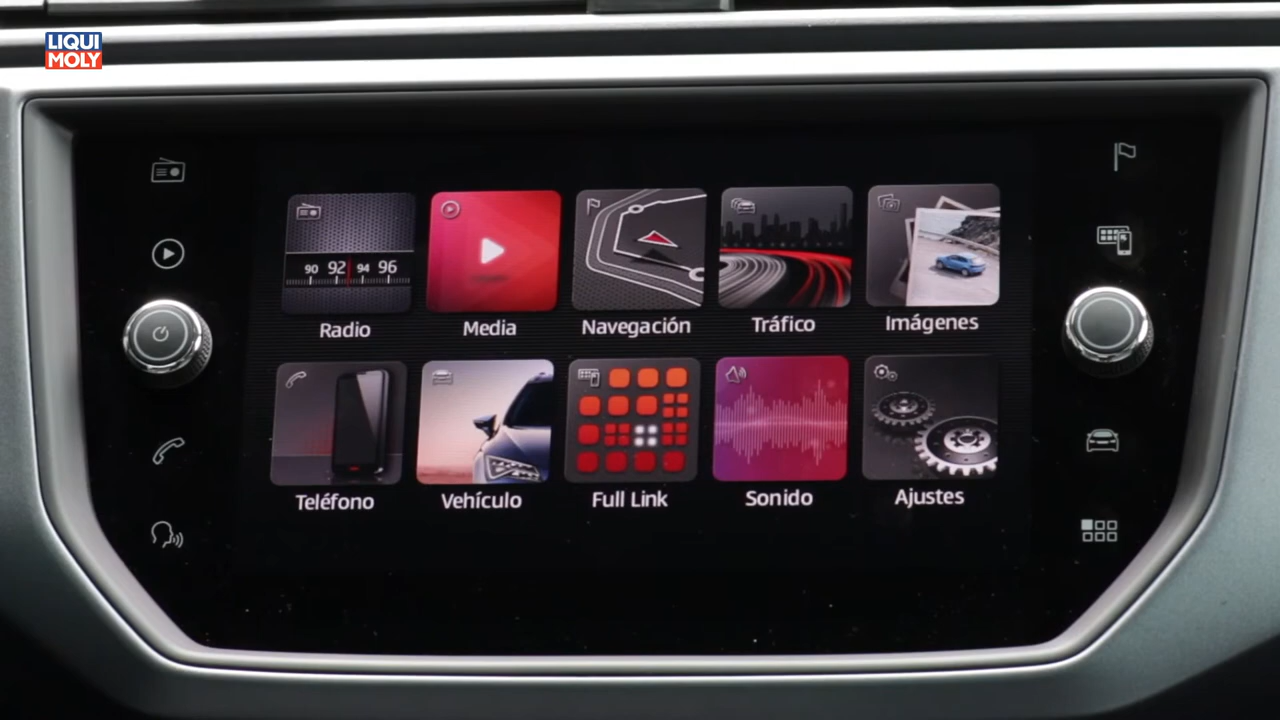 LIQUI
MOLY
90 92 94 96
Radio
Media
Navegación
Tráfico
Imágenes
Teléfono
Vehículo
Full Link
Sonido
Ajustes